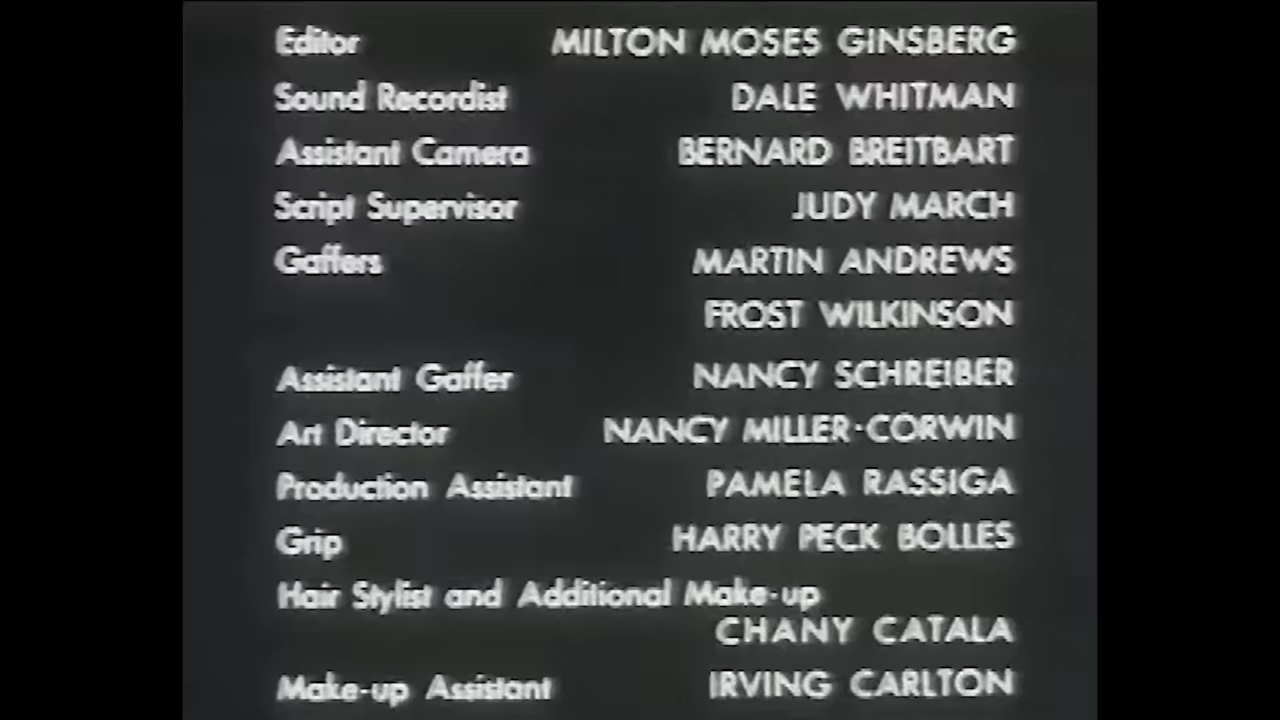 Editor MILTON MOSES GINSBERG
Sound Recordist DALE WHITMAN
Assistant Camera BERNARD BREITBART
Script Supervisor JUDY MARCH
Gaffers MARTIN ANDREWS
FROST WILKINSON
Assistant Gaffer NANCY SCHREIBER
Art Director NANCY MILLER-CORWIN
Production Assistant PAMELA RASSIGA
Grip HARRY PECK BOLLES
Hair Stylist and Additional Make-up
CHANY CATALA
Make-up Assistant IRVING CARLTON